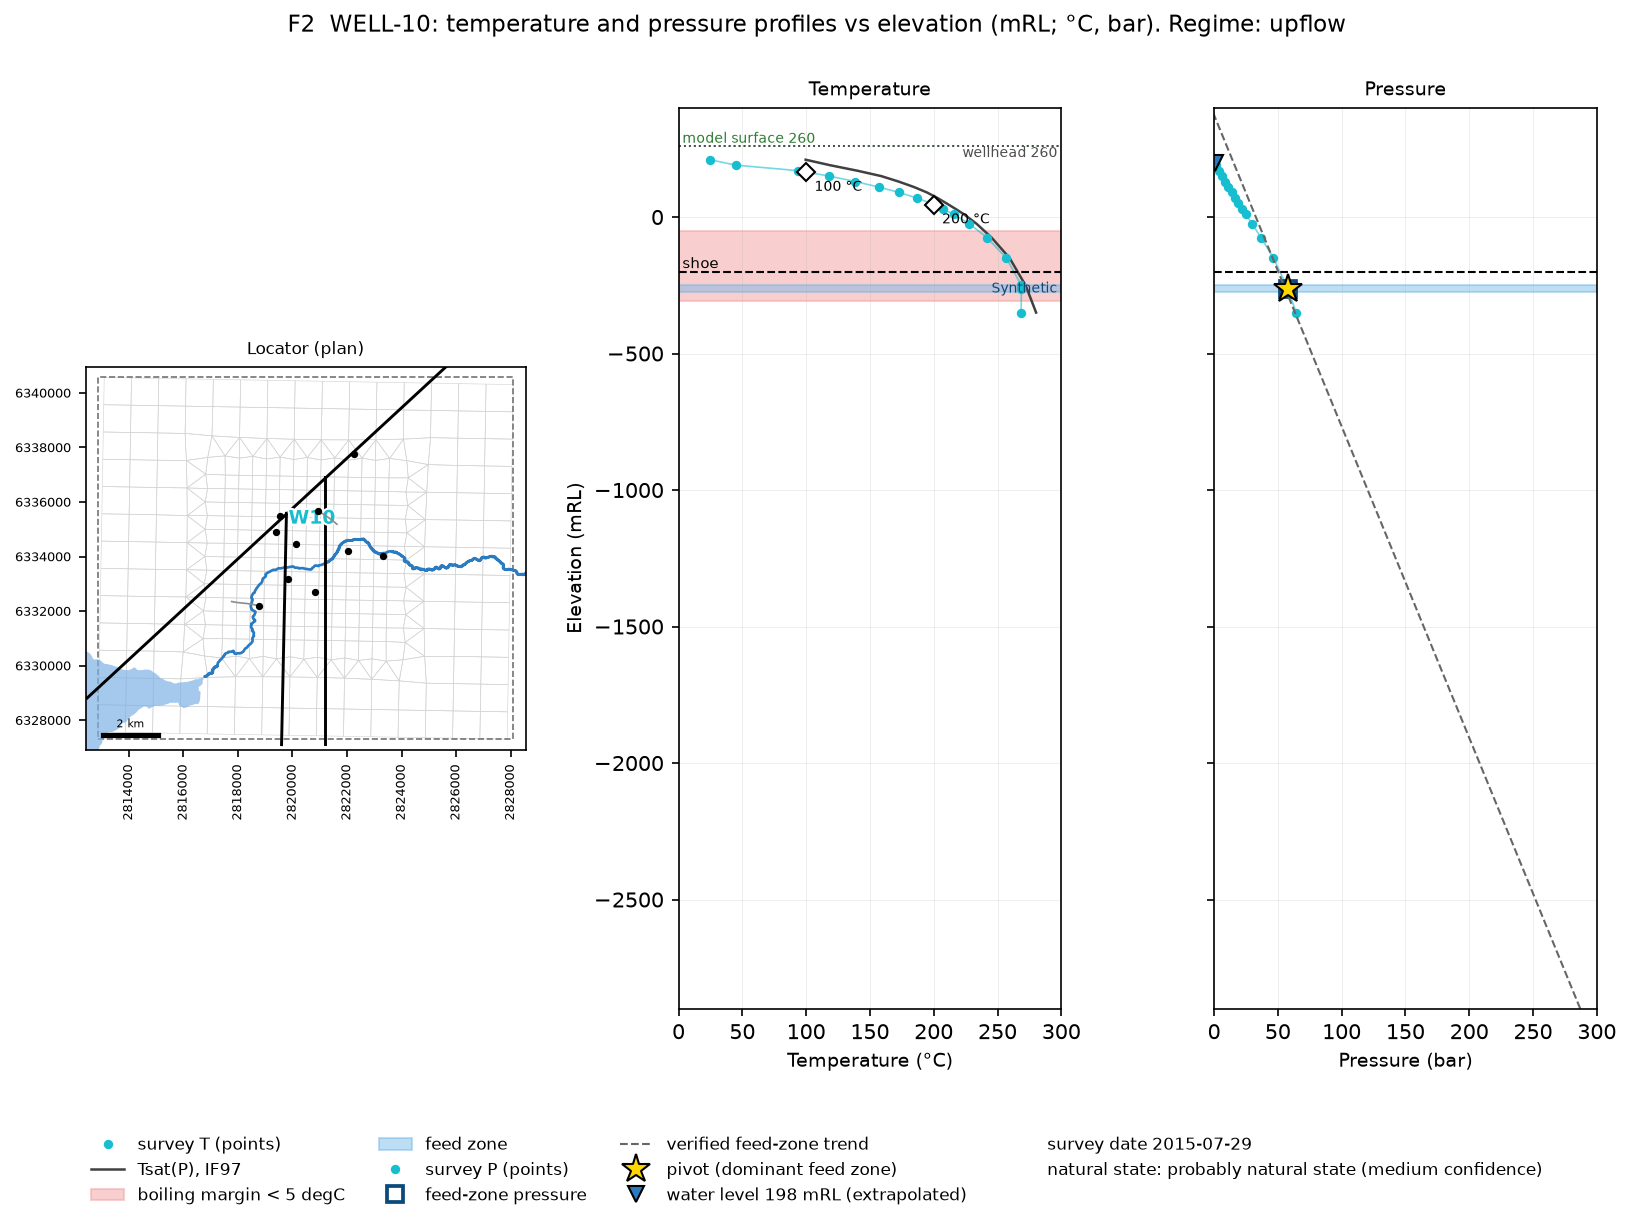 F2  WELL-10: temperature and pressure profiles vs elevation (mRL; °C, bar). Regime: upflow
Locator (plan)
6340000
6338000
6336000
6334000
6332000
6330000
6328000
W10
2 km
2814000
2816000
2818000
2820000
2822000
2824000
2826000
2828000
Temperature
model surface 260
wellhead 260
100 °C
200 °C
shoe
Synthetic
Elevation (mRL)
0
−500
−1000
−1500
−2000
−2500
0
50
100
150
200
250
300
Temperature (°C)
Pressure
0
50
100
150
200
250
300
Pressure (bar)
survey T (points)
Tsat(P), IF97
boiling margin < 5 degC
feed zone
survey P (points)
feed-zone pressure
verified feed-zone trend
pivot (dominant feed zone)
water level 198 mRL (extrapolated)
survey date 2015-07-29
natural state: probably natural state (medium confidence)